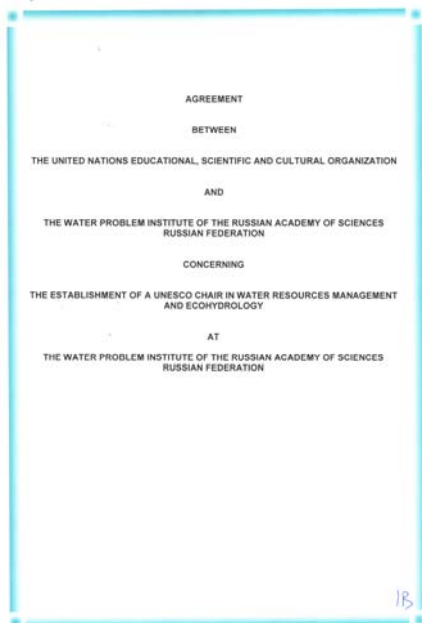 AGREEMENT
BETWEEN
THE UNITED NATIONS EDUCATIONAL, SCIENTIFIC AND CULTURAL ORGANIZATION
AND
THE WATER PROBLEM INSTITUTE OF THE RUSSIAN ACADEMY OF SCIENCES
RUSSIAN FEDERATION
CONCERNING
THE ESTABLISHMENT OF A UNESCO CHAIR IN WATER RESOURCES MANAGEMENT
AND ECOHYDROLOGY
AT
THE WATER PROBLEM INSTITUTE OF THE RUSSIAN ACADEMY OF SCIENCES
RUSSIAN FEDERATION